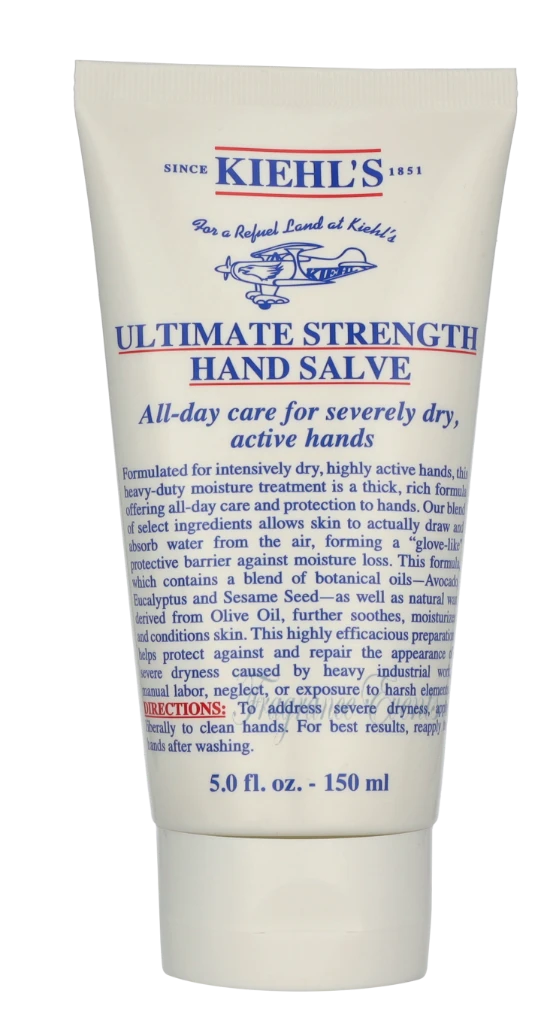 SINCE KIEHL'S 1851
For a Refuel Land at Kiehl's
KIEHL'S
ULTIMATE STRENGTH
HAND SALVE
All-day care for severely dry,
active hands
Formulated for intensively dry, highly active hands, this
heavy-duty moisture treatment is a thick, rich formula
offering all-day care and protection to hands. Our blend
of select ingredients allows skin to actually draw and
absorb water from the air, forming a “glove-like”
protective barrier against moisture loss. This formula,
which contains a blend of botanical oils—Avocado,
Eucalyptus and Sesame Seed—as well as natural wax
derived from Olive Oil, further soothes, moisturizes
and conditions skin. This highly efficacious preparation
helps protect against and repair the appearance
severe dryness caused by heavy industrial work,
manual labor, neglect, or exposure to harsh elements.
DIRECTIONS: To address severe dryness, apply
liberally to clean hands. For best results, reapply
hands after washing.
5.0 fl. oz. - 150 ml